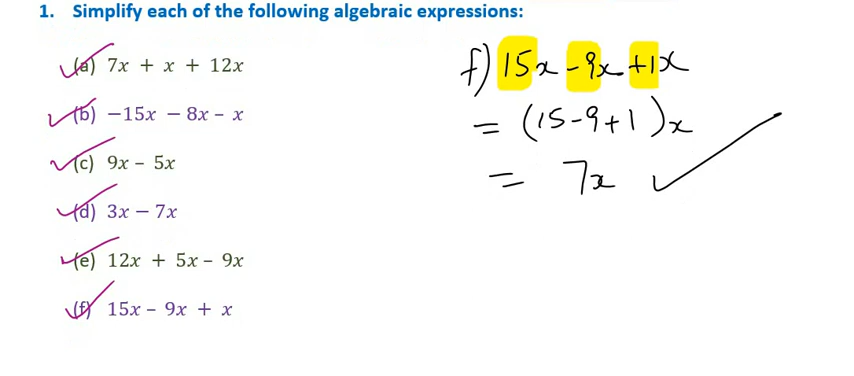 1. Simplify each of the following algebraic expressions:
(a) 7x + x + 12x
(b) −15x − 8x − x
(c) 9x − 5x
(d) 3x − 7x
(e) 12x + 5x − 9x
(f) 15x − 9x + x
f) 15x -9x +1x
= (15-9+1)x
= 7x